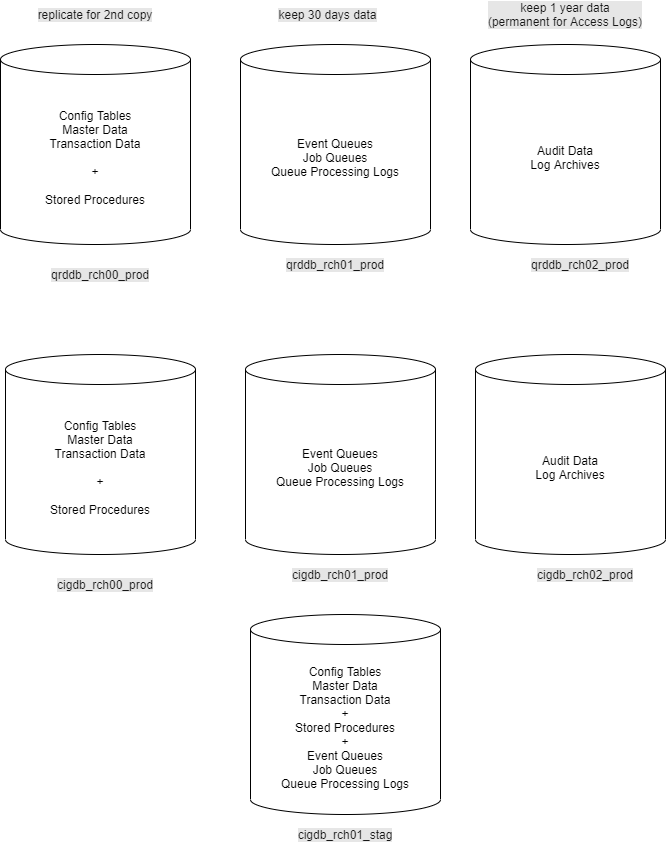 replicate for 2nd copy
keep 30 days data
keep 1 year data
(permanent for Access Logs)
Config Tables
Master Data
Transaction Data
+
Stored Procedures
Event Queues
Job Queues
Queue Processing Logs
Audit Data
Log Archives
qrddb_rch00_prod
qrddb_rch01_prod
qrddb_rch02_prod
Config Tables
Master Data
Transaction Data
+
Stored Procedures
Event Queues
Job Queues
Queue Processing Logs
Audit Data
Log Archives
cigdb_rch00_prod
cigdb_rch01_prod
cigdb_rch02_prod
Config Tables
Master Data
Transaction Data
+
Stored Procedures
+
Event Queues
Job Queues
Queue Processing Logs
cigdb_rch01_stag